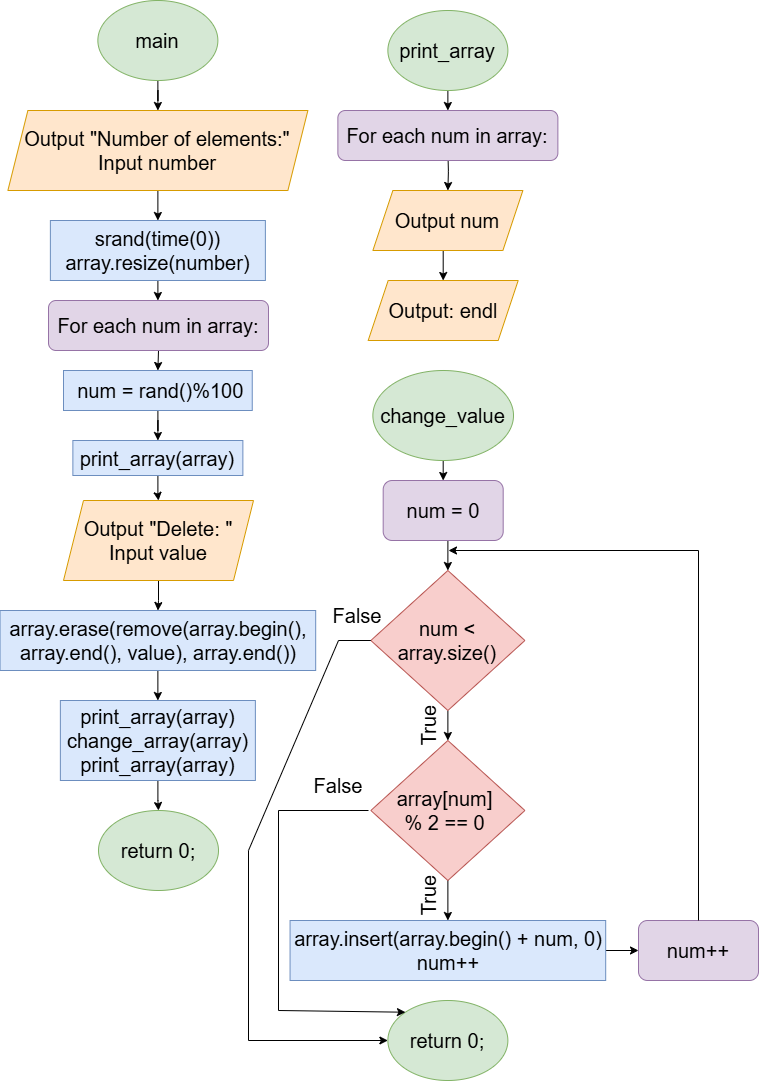 main
Output "Number of elements:"
Input number
srand(time(0))
array.resize(number)
For each num in array:
num = rand()%100
print_array(array)
Output "Delete: "
Input value
array.erase(remove(array.begin(),
array.end(), value), array.end())
print_array(array)
change_array(array)
print_array(array)
return 0;
print_array
For each num in array:
Output num
Output: endl
change_value
num = 0
num <
array.size()
False
True
array[num]
% 2 == 0
False
True
array.insert(array.begin() + num, 0)
num++
num++
return 0;